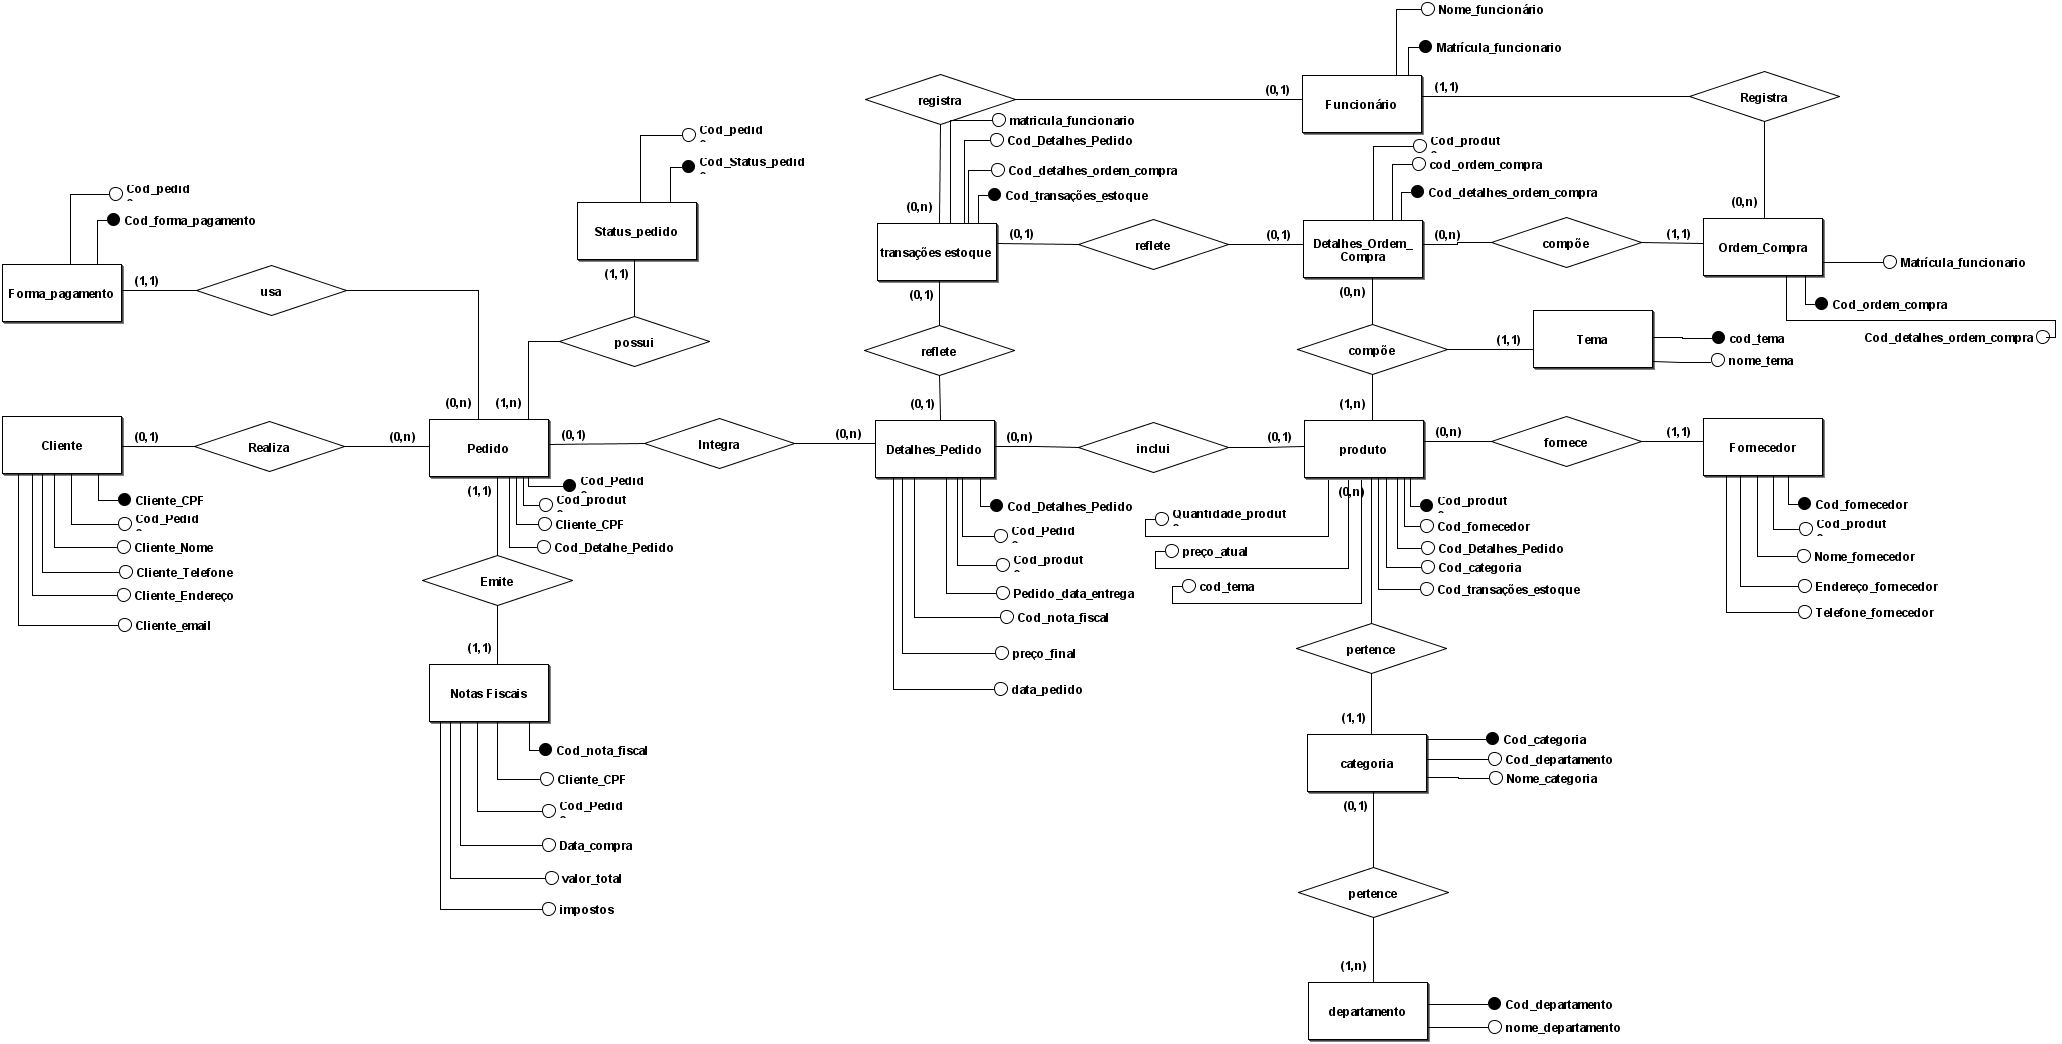 Nome_funcionário
Matrícula_funcionario
registra
(0,1)
Funcionário
(1,1)
Registra
matricula_funcionario
Cod_Detalhes_Pedido
Cod_detalhes_ordem_compra
Cod_transações_estoque
(0,n)
Cod_produt
cod_ordem_compra
Cod_detalhes_ordem_compra
(0,n)
Cod_pedid
Cod_Status_pedid
Status_pedido
(1,1)
possui
(1,n)
Cod_pedid
Cod_forma_pagamento
Forma_pagamento
(1,1)
usa
(0,n)
transações estoque
(0,1)
reflete
(0,1)
Detalhes_Ordem_
Compra
(0,n)
compõe
(1,1)
Ordem_Compra
Matrícula_funcionario
Cod_ordem_compra
Cod_detalhes_ordem_compra
(0,1)
reflete
(0,1)
(0,n)
compõe
(1,1)
Tema
cod_tema
nome_tema
(1,n)
Cliente
(0,1)
Realiza
(0,n)
Pedido
(0,1)
Integra
(0,n)
Detalhes_Pedido
(0,n)
inclui
(0,1)
produto
(0,n)
fornece
(1,1)
Fornecedor
Cliente_CPF
Cod_Pedid
Cliente_Nome
Cliente_Telefone
Cliente_Endereço
Cliente_email
(1,1)
Cod_Pedid
Cod_produt
Cliente_CPF
Cod_Detalhe_Pedido
Emite
(1,1)
Notas Fiscais
Cod_nota_fiscal
Cliente_CPF
Cod_Pedid
Data_compra
valor_total
impostos
Cod_Detalhes_Pedido
Cod_Pedid
Cod_produt
Pedido_data_entrega
Cod_nota_fiscal
preço_final
data_pedido
(0,n)
Quantidade_produt
preço_atual
cod_tema
Cod_produt
Cod_fornecedor
Cod_Detalhes_Pedido
Cod_categoria
Cod_transações_estoque
Cod_fornecedor
Cod_produt
Nome_fornecedor
Endereço_fornecedor
Telefone_fornecedor
pertence
(1,1)
categoria
Cod_categoria
Cod_departamento
Nome_categoria
(0,1)
pertence
(1,n)
departamento
Cod_departamento
nome_departamento